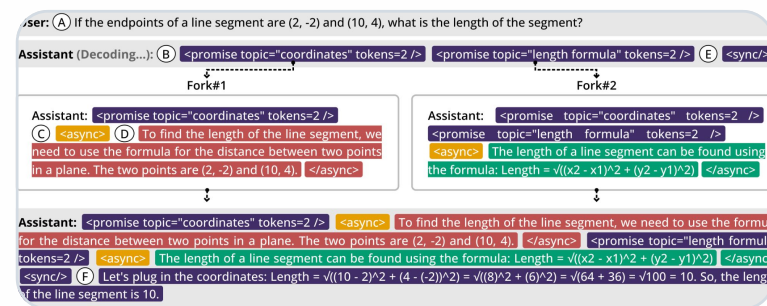 ser: A If the endpoints of a line segment are (2, -2) and (10, 4), what is the length of the segment?
Assistant (Decoding...): B <promise topic="coordinates" tokens=2 /> <promise topic="length formula" tokens=2 /> E <sync/>
Fork#1
Fork#2
Assistant: <promise topic="coordinates" tokens=2 />
C <async> D To find the length of the line segment, we
need to use the formula for the distance between two points
in a plane. The two points are (2, -2) and (10, 4). </async>
Assistant: <promise topic="coordinates" tokens=2 />
<promise topic="length formula" tokens=2 />
<async> The length of a line segment can be found using
the formula: Length = √((x2 - x1)^2 + (y2 - y1)^2) </async>
Assistant: <promise topic="coordinates" tokens=2 /> <async> To find the length of the line segment, we need to use the formu
for the distance between two points in a plane. The two points are (2, -2) and (10, 4). </async> <promise topic="length formul
tokens=2 /> <async> The length of a line segment can be found using the formula: Length = √((x2 - x1)^2 + (y2 - y1)^2) </async
<sync/> F Let's plug in the coordinates: Length = √((10 - 2)^2 + (4 - (-2))^2) = √((8)^2 + (6)^2) = √(64 + 36) = √100 = 10. So, the leng
of the line segment is 10.